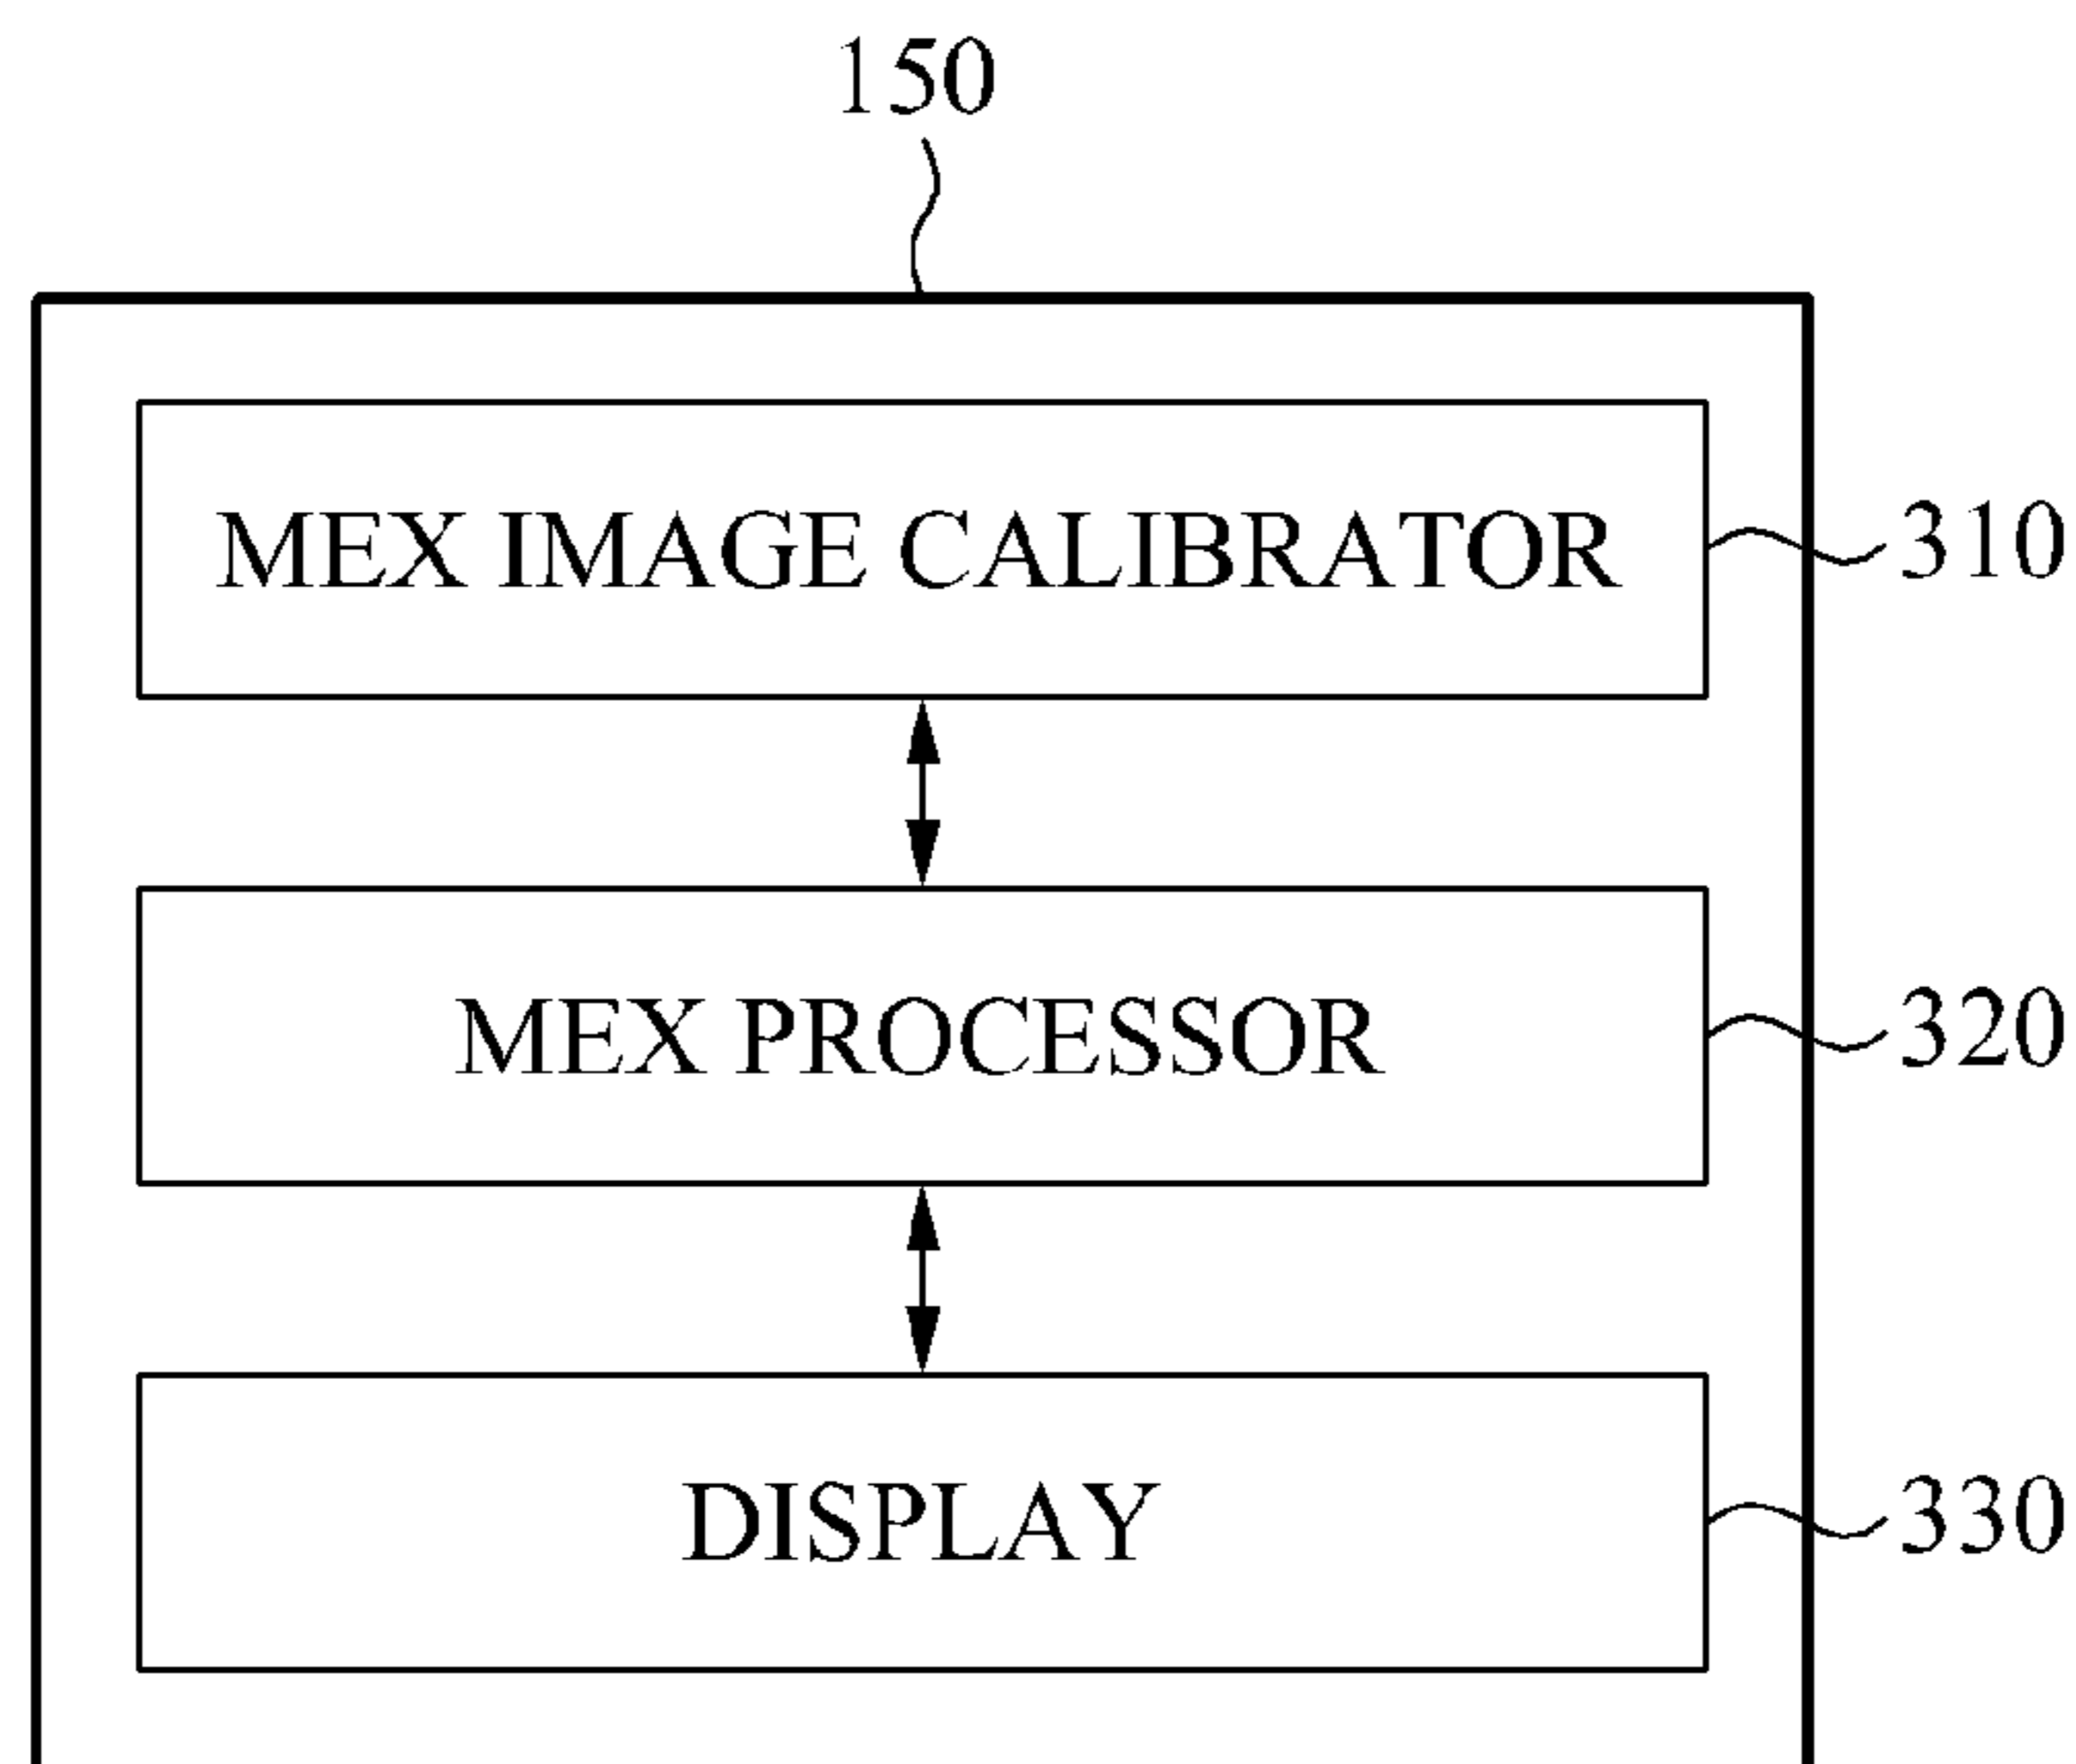 150
MEX IMAGE CALIBRATOR
310
MEX PROCESSOR
320
DISPLAY
330